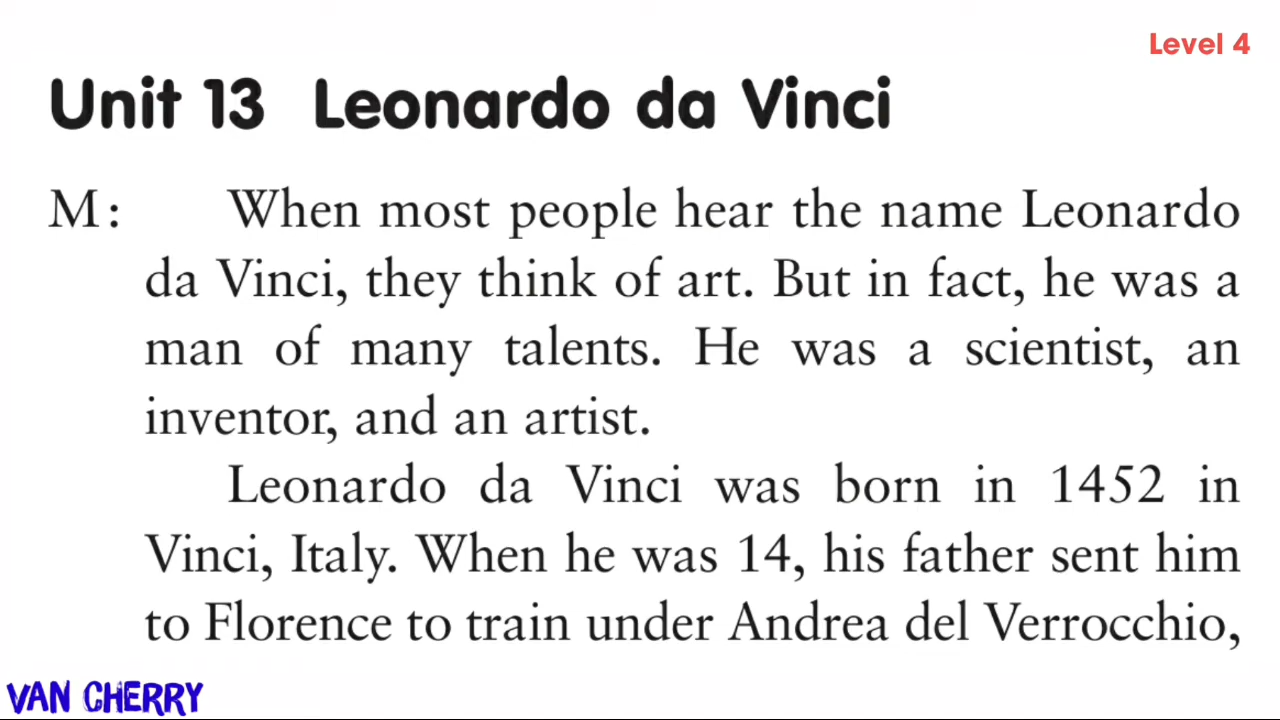 Level 4
Unit 13 Leonardo da Vinci
M: When most people hear the name Leonardo
da Vinci, they think of art. But in fact, he was a
man of many talents. He was a scientist, an
inventor, and an artist.
Leonardo da Vinci was born in 1452 in
Vinci, Italy. When he was 14, his father sent him
to Florence to train under Andrea del Verrocchio,
VAN CHERRY